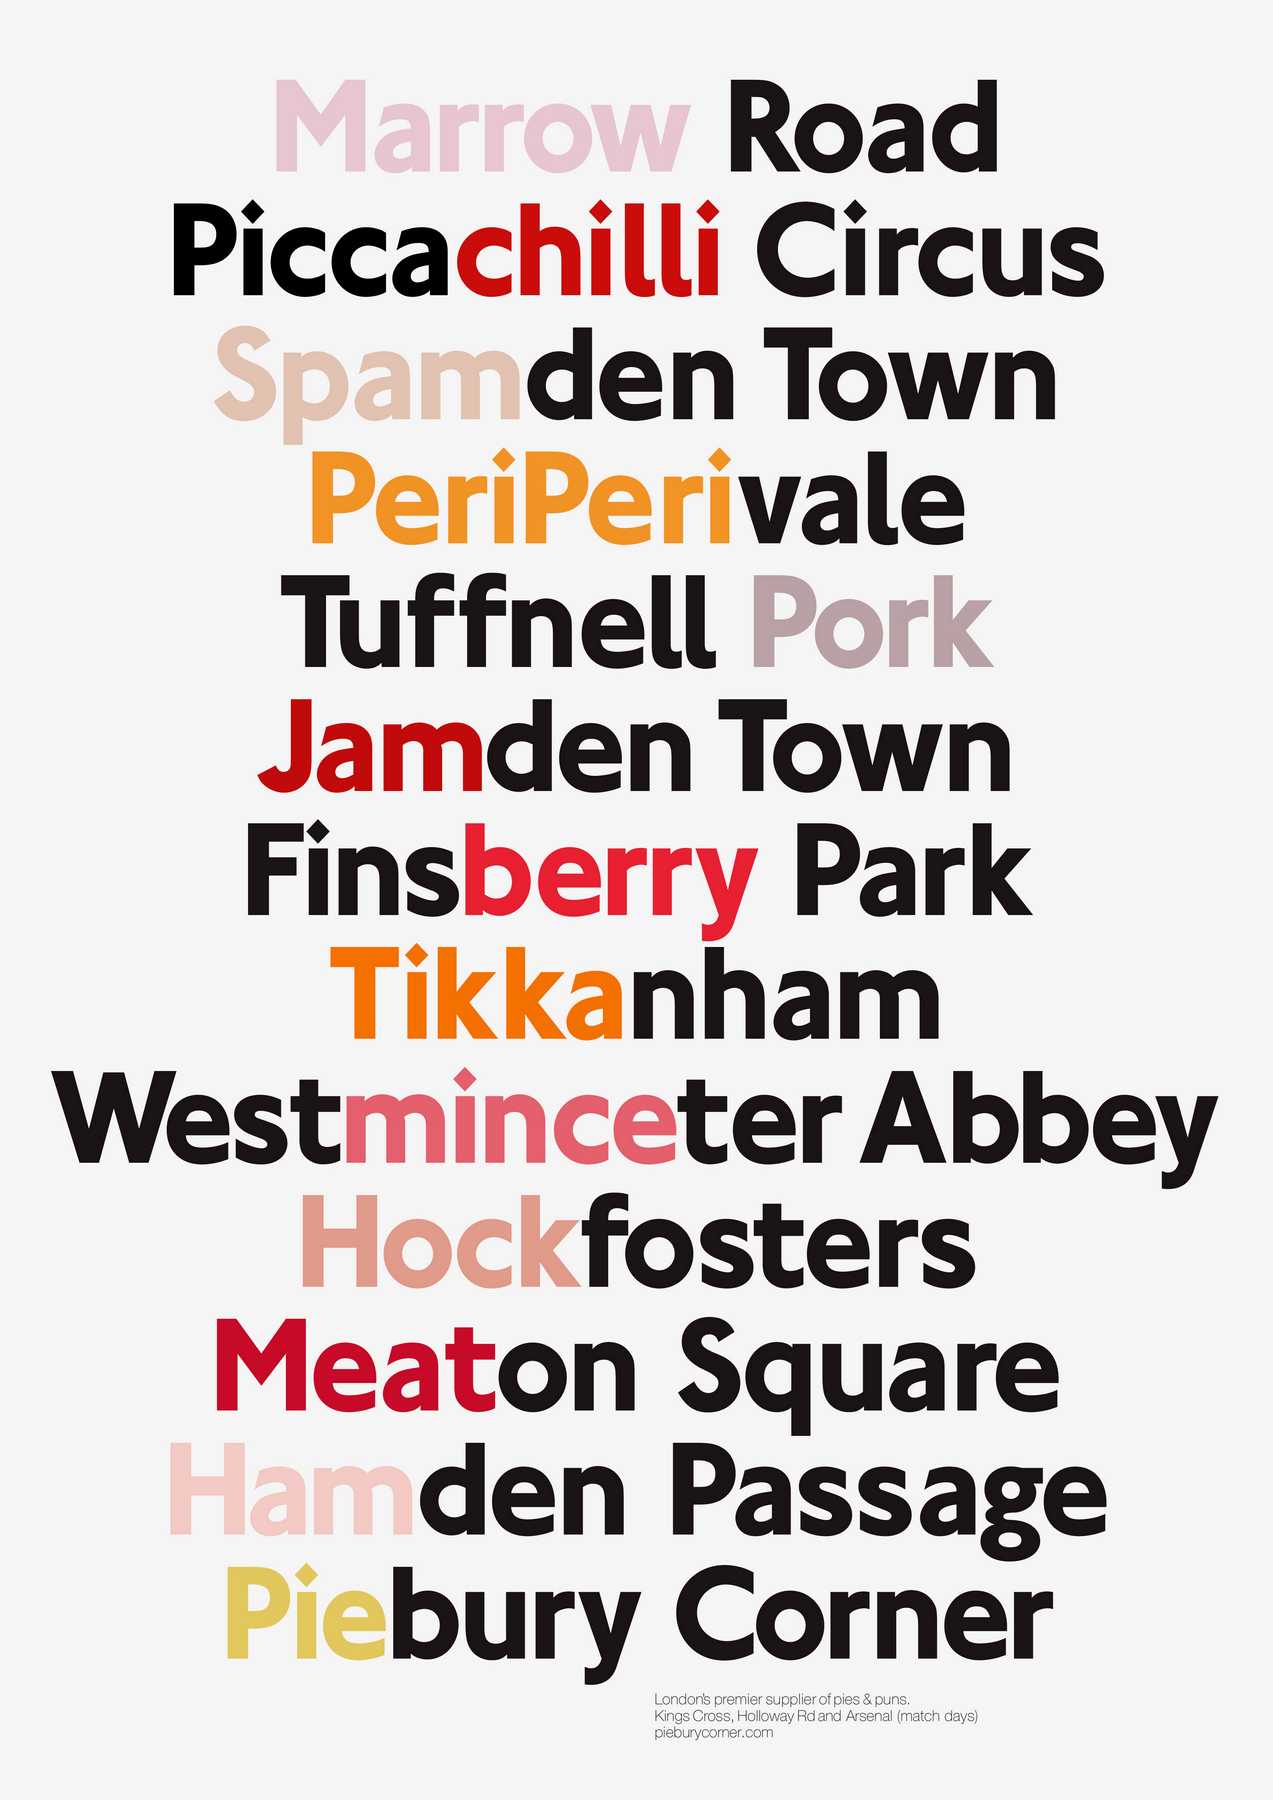 Marrow Road
Piccachilli Circus
Spamden Town
PeriPerivale
Tuffnell Pork
Jamden Town
Finsberry Park
Tikkanham
Westminceter Abbey
Hockfosters
Meaton Square
Hamden Passage
Piebury Corner
London's premier supplier of pies & puns.
Kings Cross, Holloway Rd and Arsenal (match days)
pieburycorner.com